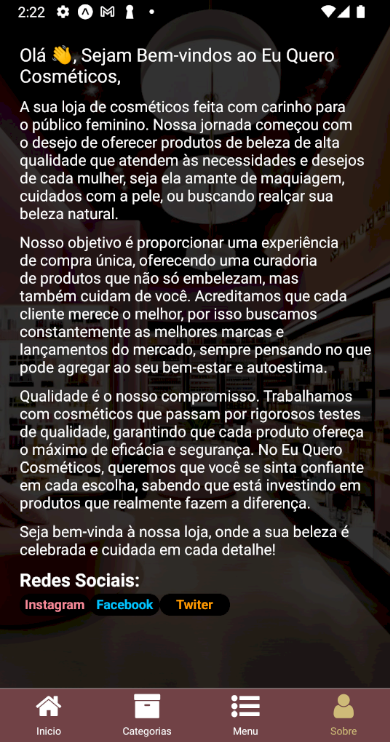 2:22
Olá 👋, Sejam Bem-vindos ao Eu Quero
Cosméticos,
A sua loja de cosméticos feita com carinho para
o público feminino. Nossa jornada começou com
o desejo de oferecer produtos de beleza de alta
qualidade que atendem às necessidades e desejos
de cada mulher, seja ela amante de maquiagem,
cuidados com a pele, ou buscando realçar sua
beleza natural.
Nosso objetivo é proporcionar uma experiência
de compra única, oferecendo uma curadoria
de produtos que não só embelezam, mas
também cuidam de você. Acreditamos que cada
cliente merece o melhor, por isso buscamos
constantemente as melhores marcas e
lançamentos do mercado, sempre pensando no que
pode agregar ao seu bem-estar e autoestima.
Qualidade é o nosso compromisso. Trabalhamos
com cosméticos que passam por rigorosos testes
de qualidade, garantindo que cada produto ofereça
o máximo de eficácia e segurança. No Eu Quero
Cosméticos, queremos que você se sinta confiante
em cada escolha, sabendo que está investindo em
produtos que realmente fazem a diferença.
Seja bem-vinda à nossa loja, onde a sua beleza é
celebrada e cuidada em cada detalhe!
Redes Sociais:
Instagram Facebook Twiter
Inicio Categorias Menu Sobre